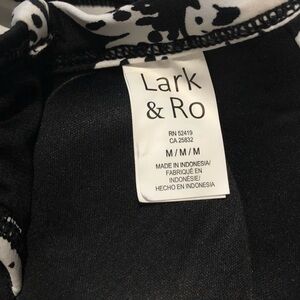 Lark
& Ro
RN 52419
CA 25832
M / M / M
MADE IN INDONESIA/
FABRIQUÉ EN
INDONÉSIE/
HECHO EN INDONESIA